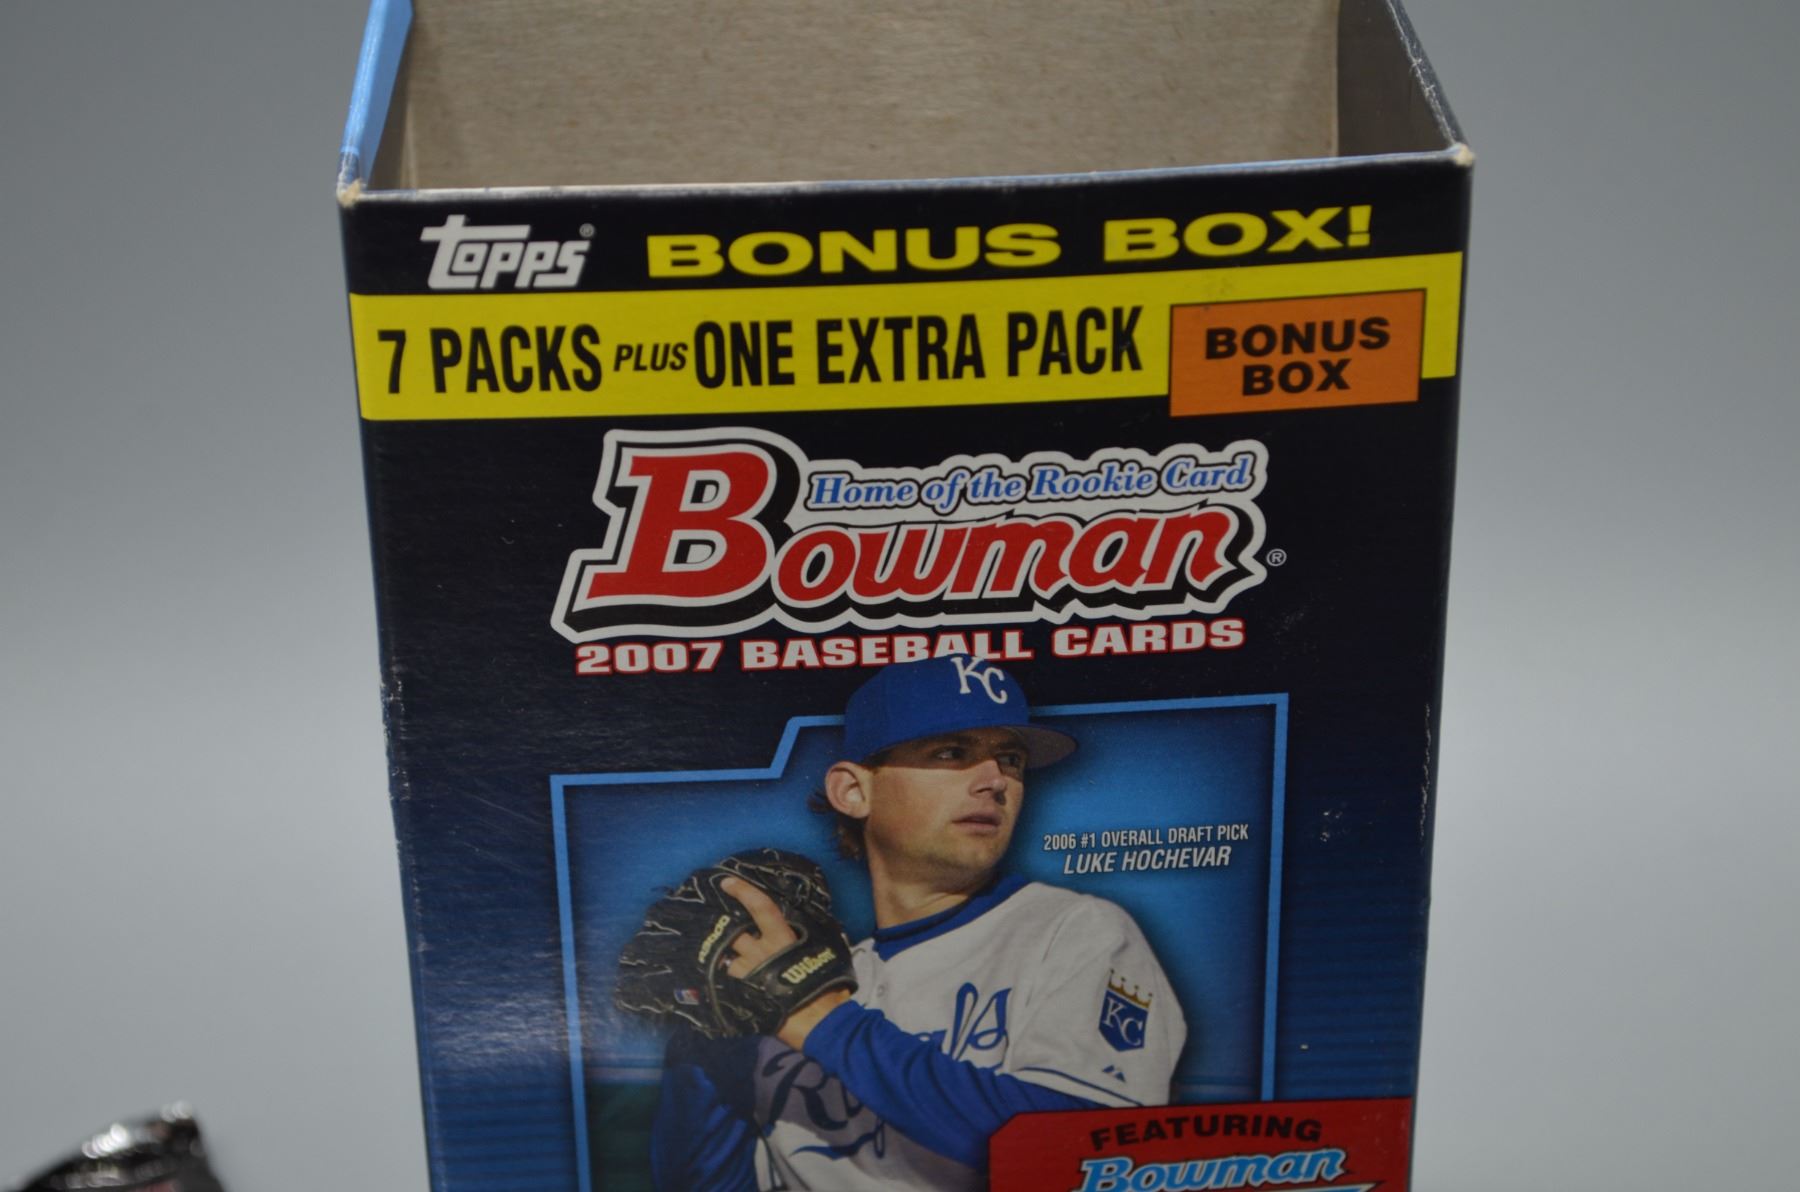 Topps® BONUS BOX!
7 PACKS PLUS ONE EXTRA PACK
BONUS
BOX
Home of the Rookie Card
Bowman®
2007 BASEBALL CARDS
KC
2006 #1 OVERALL DRAFT PICK
LUKE HOCHEVAR
Wilson
KC
FEATURING
Bowman